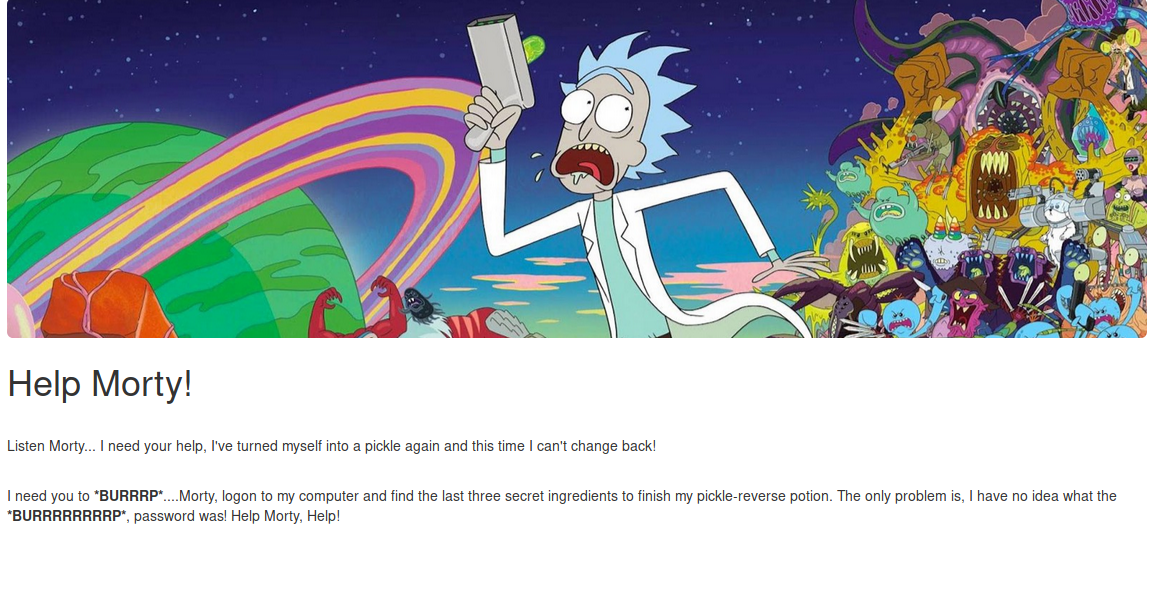 Help Morty!
Listen Morty... I need your help, I've turned myself into a pickle again and this time I can't change back!
I need you to *BURRRP*....Morty, logon to my computer and find the last three secret ingredients to finish my pickle-reverse potion. The only problem is, I have no idea what the
*BURRRRRRRRP*, password was! Help Morty, Help!